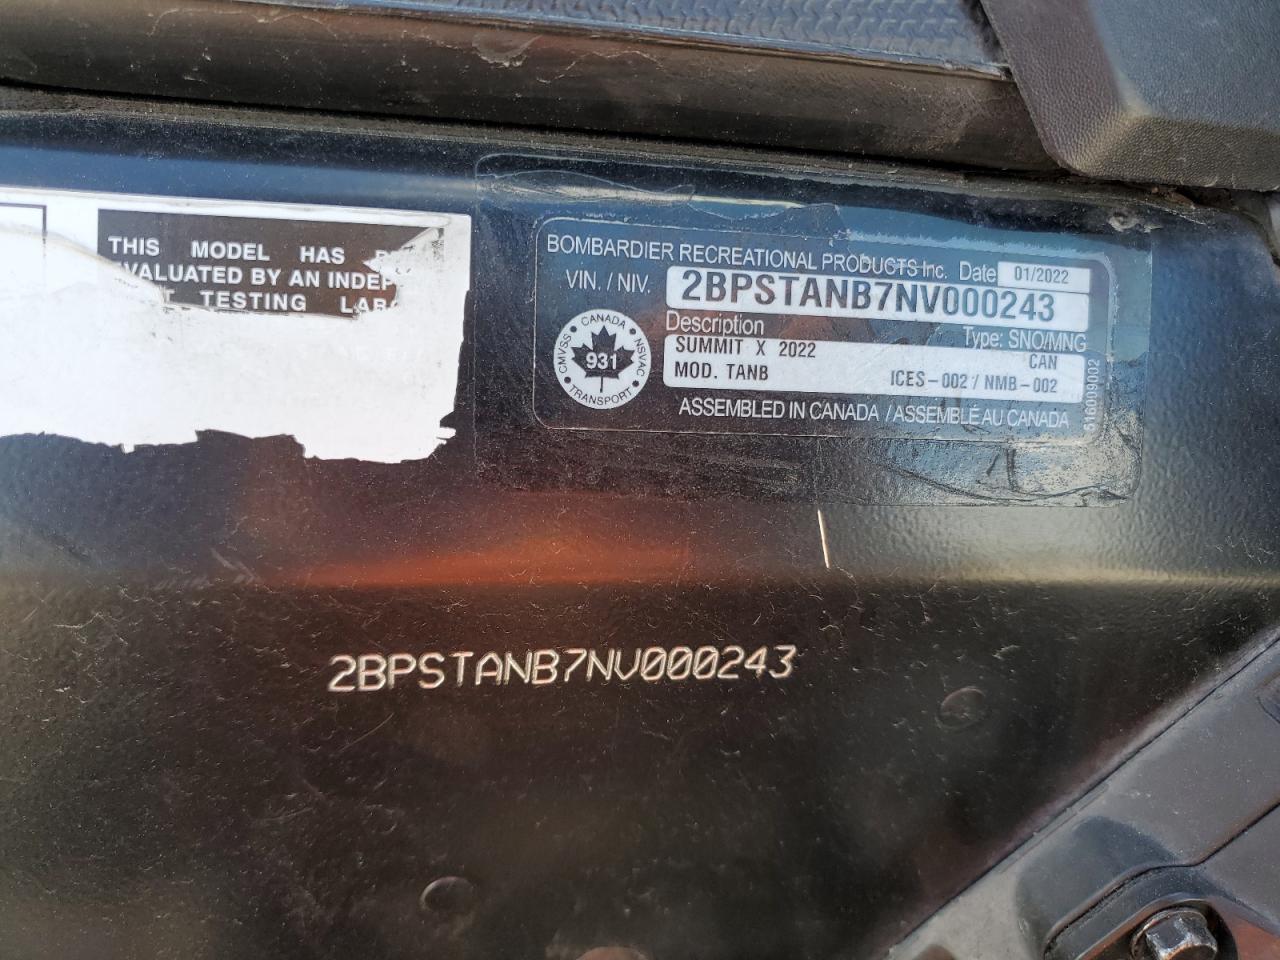 THIS MODEL HAS
EVALUATED BY AN INDEP
TESTING LAB
BOMBARDIER RECREATIONAL PRODUCTS Inc. Date 01/2022
VIN. / NIV. 2BPSTANB7NV000243
Description Type: SNO/MNG
SUMMIT X 2022 CAN
MOD. TANB ICES-002 / NMB-002
CANADA
CMVSS 931 NSVAC
TRANSPORT
ASSEMBLED IN CANADA / ASSEMBLÉ AU CANADA
516009002
2BPSTANB7NV000243